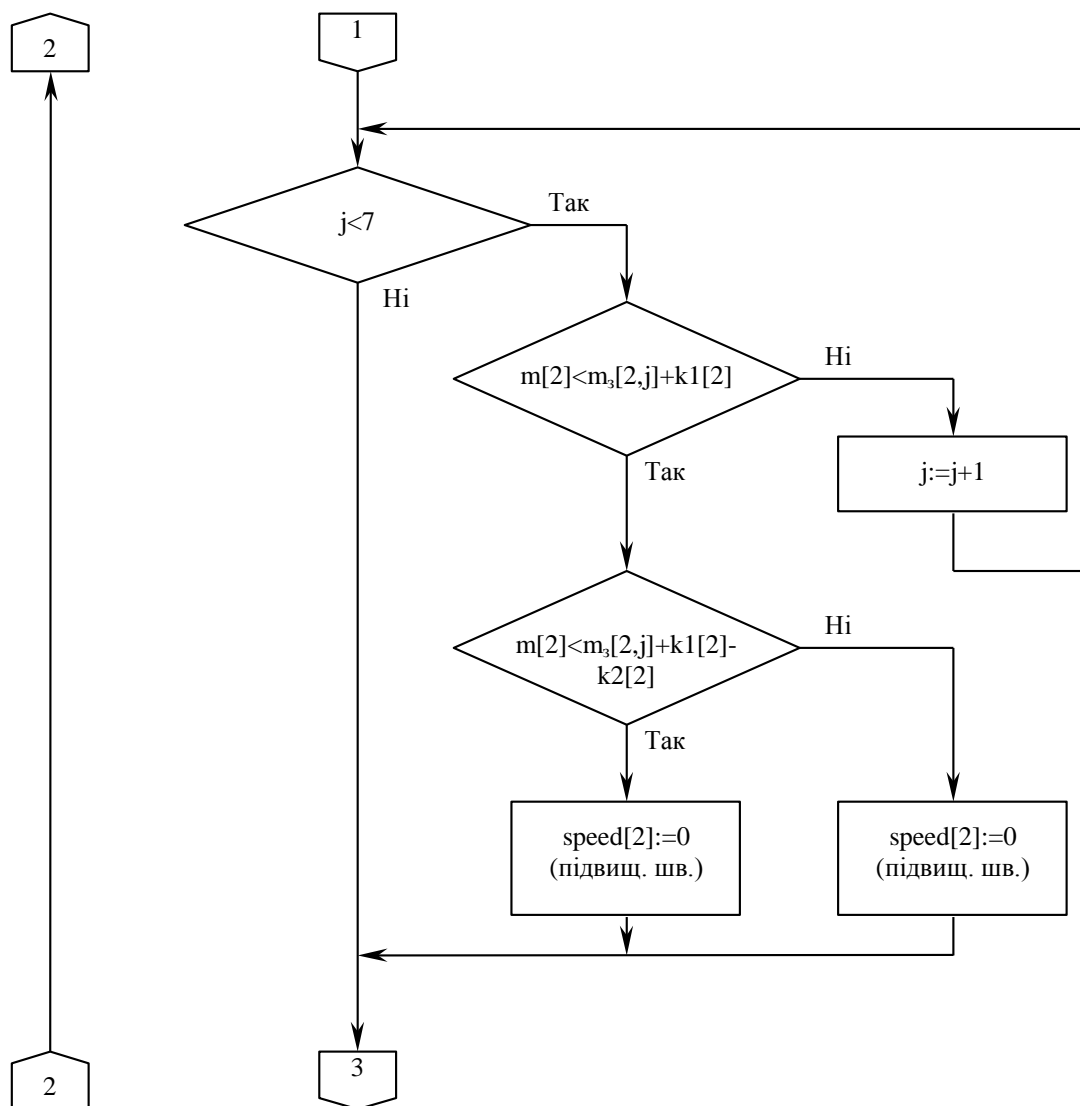 2
1
j<7
Так
Ні
m[2]<mз[2,j]+k1[2]
Ні
Так
j:=j+1
m[2]<mз[2,j]+k1[2]-
k2[2]
Ні
Так
speed[2]:=0
(підвищ. шв.)
speed[2]:=0
(підвищ. шв.)
2
3